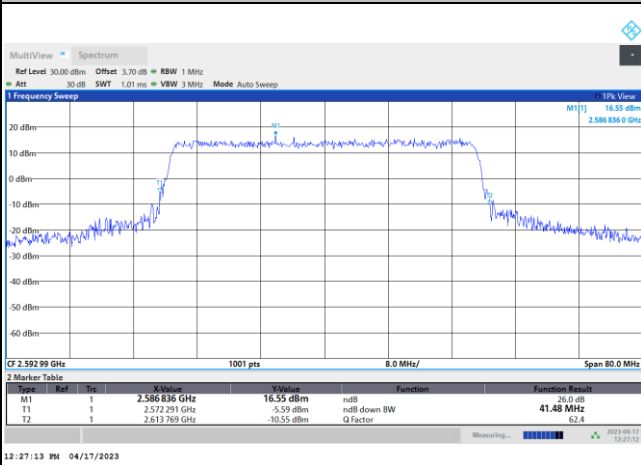 MultiView Spectrum
Ref Level 30.00 dBm Offset 3.70 dB RBW 1 MHz
Att 30 dB SWT 1.01 ms VBW 3 MHz Mode Auto Sweep
1 Frequency Sweep 1Pk View
M1[1] 16.55 dBm
2.586 836 0 GHz
M1
20 dBm
10 dBm
0 dBm
T1
T2
-10 dBm
-20 dBm
-30 dBm
-40 dBm
-50 dBm
-60 dBm
CF 2.592 99 GHz 1001 pts 8.0 MHz/ Span 80.0 MHz
2 Marker Table
Type Ref Trc X-Value Y-Value Function Function Result
M1 1 2.586 836 GHz 16.55 dBm ndB 26.0 dB
T1 1 2.572 291 GHz -5.59 dBm ndB down BW 41.48 MHz
T2 1 2.613 769 GHz -10.55 dBm Q Factor 62.4
Measuring... 2023-04-17
12:27:12
12:27:13 PM 04/17/2023